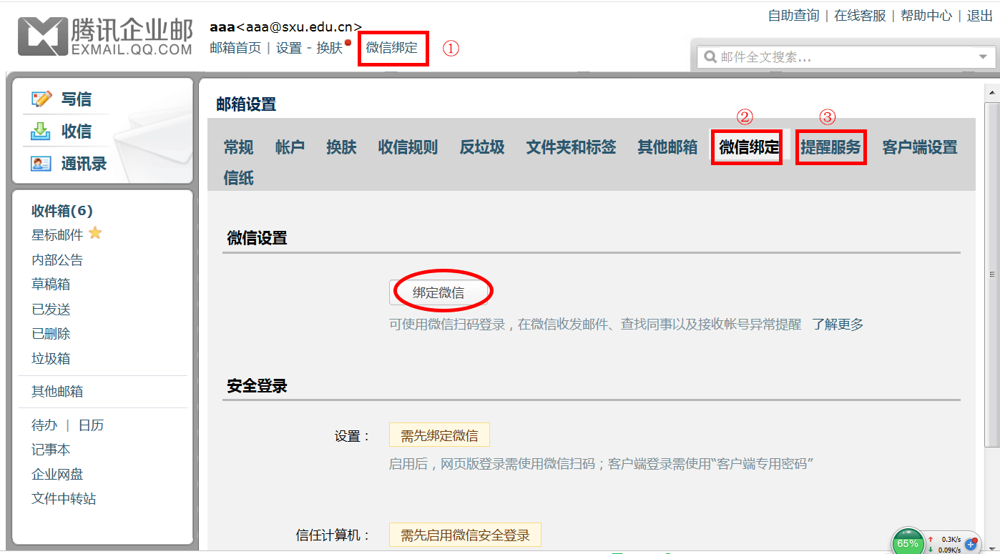 自助查询 | 在线客服 | 帮助中心 | 退出
腾讯企业邮
EXMAIL.QQ.COM
aaa<aaa@sxu.edu.cn>
邮箱首页 | 设置 - 换肤 微信绑定 ①
邮件全文搜索...
写信
收信
通讯录
收件箱(6)
星标邮件
内部公告
草稿箱
已发送
已删除
垃圾箱
其他邮箱
待办 | 日历
记事本
企业网盘
文件中转站
邮箱设置
② ③
常规 帐户 换肤 收信规则 反垃圾 文件夹和标签 其他邮箱 微信绑定 提醒服务 客户端设置
信纸
微信设置
绑定微信
可使用微信扫码登录，在微信收发邮件、查找同事以及接收帐号异常提醒 了解更多
安全登录
设置： 需先绑定微信
启用后，网页版登录需使用微信扫码；客户端登录需使用“客户端专用密码”
信任计算机： 需先启用微信安全登录
65% 0.3K/s
0.09K/s